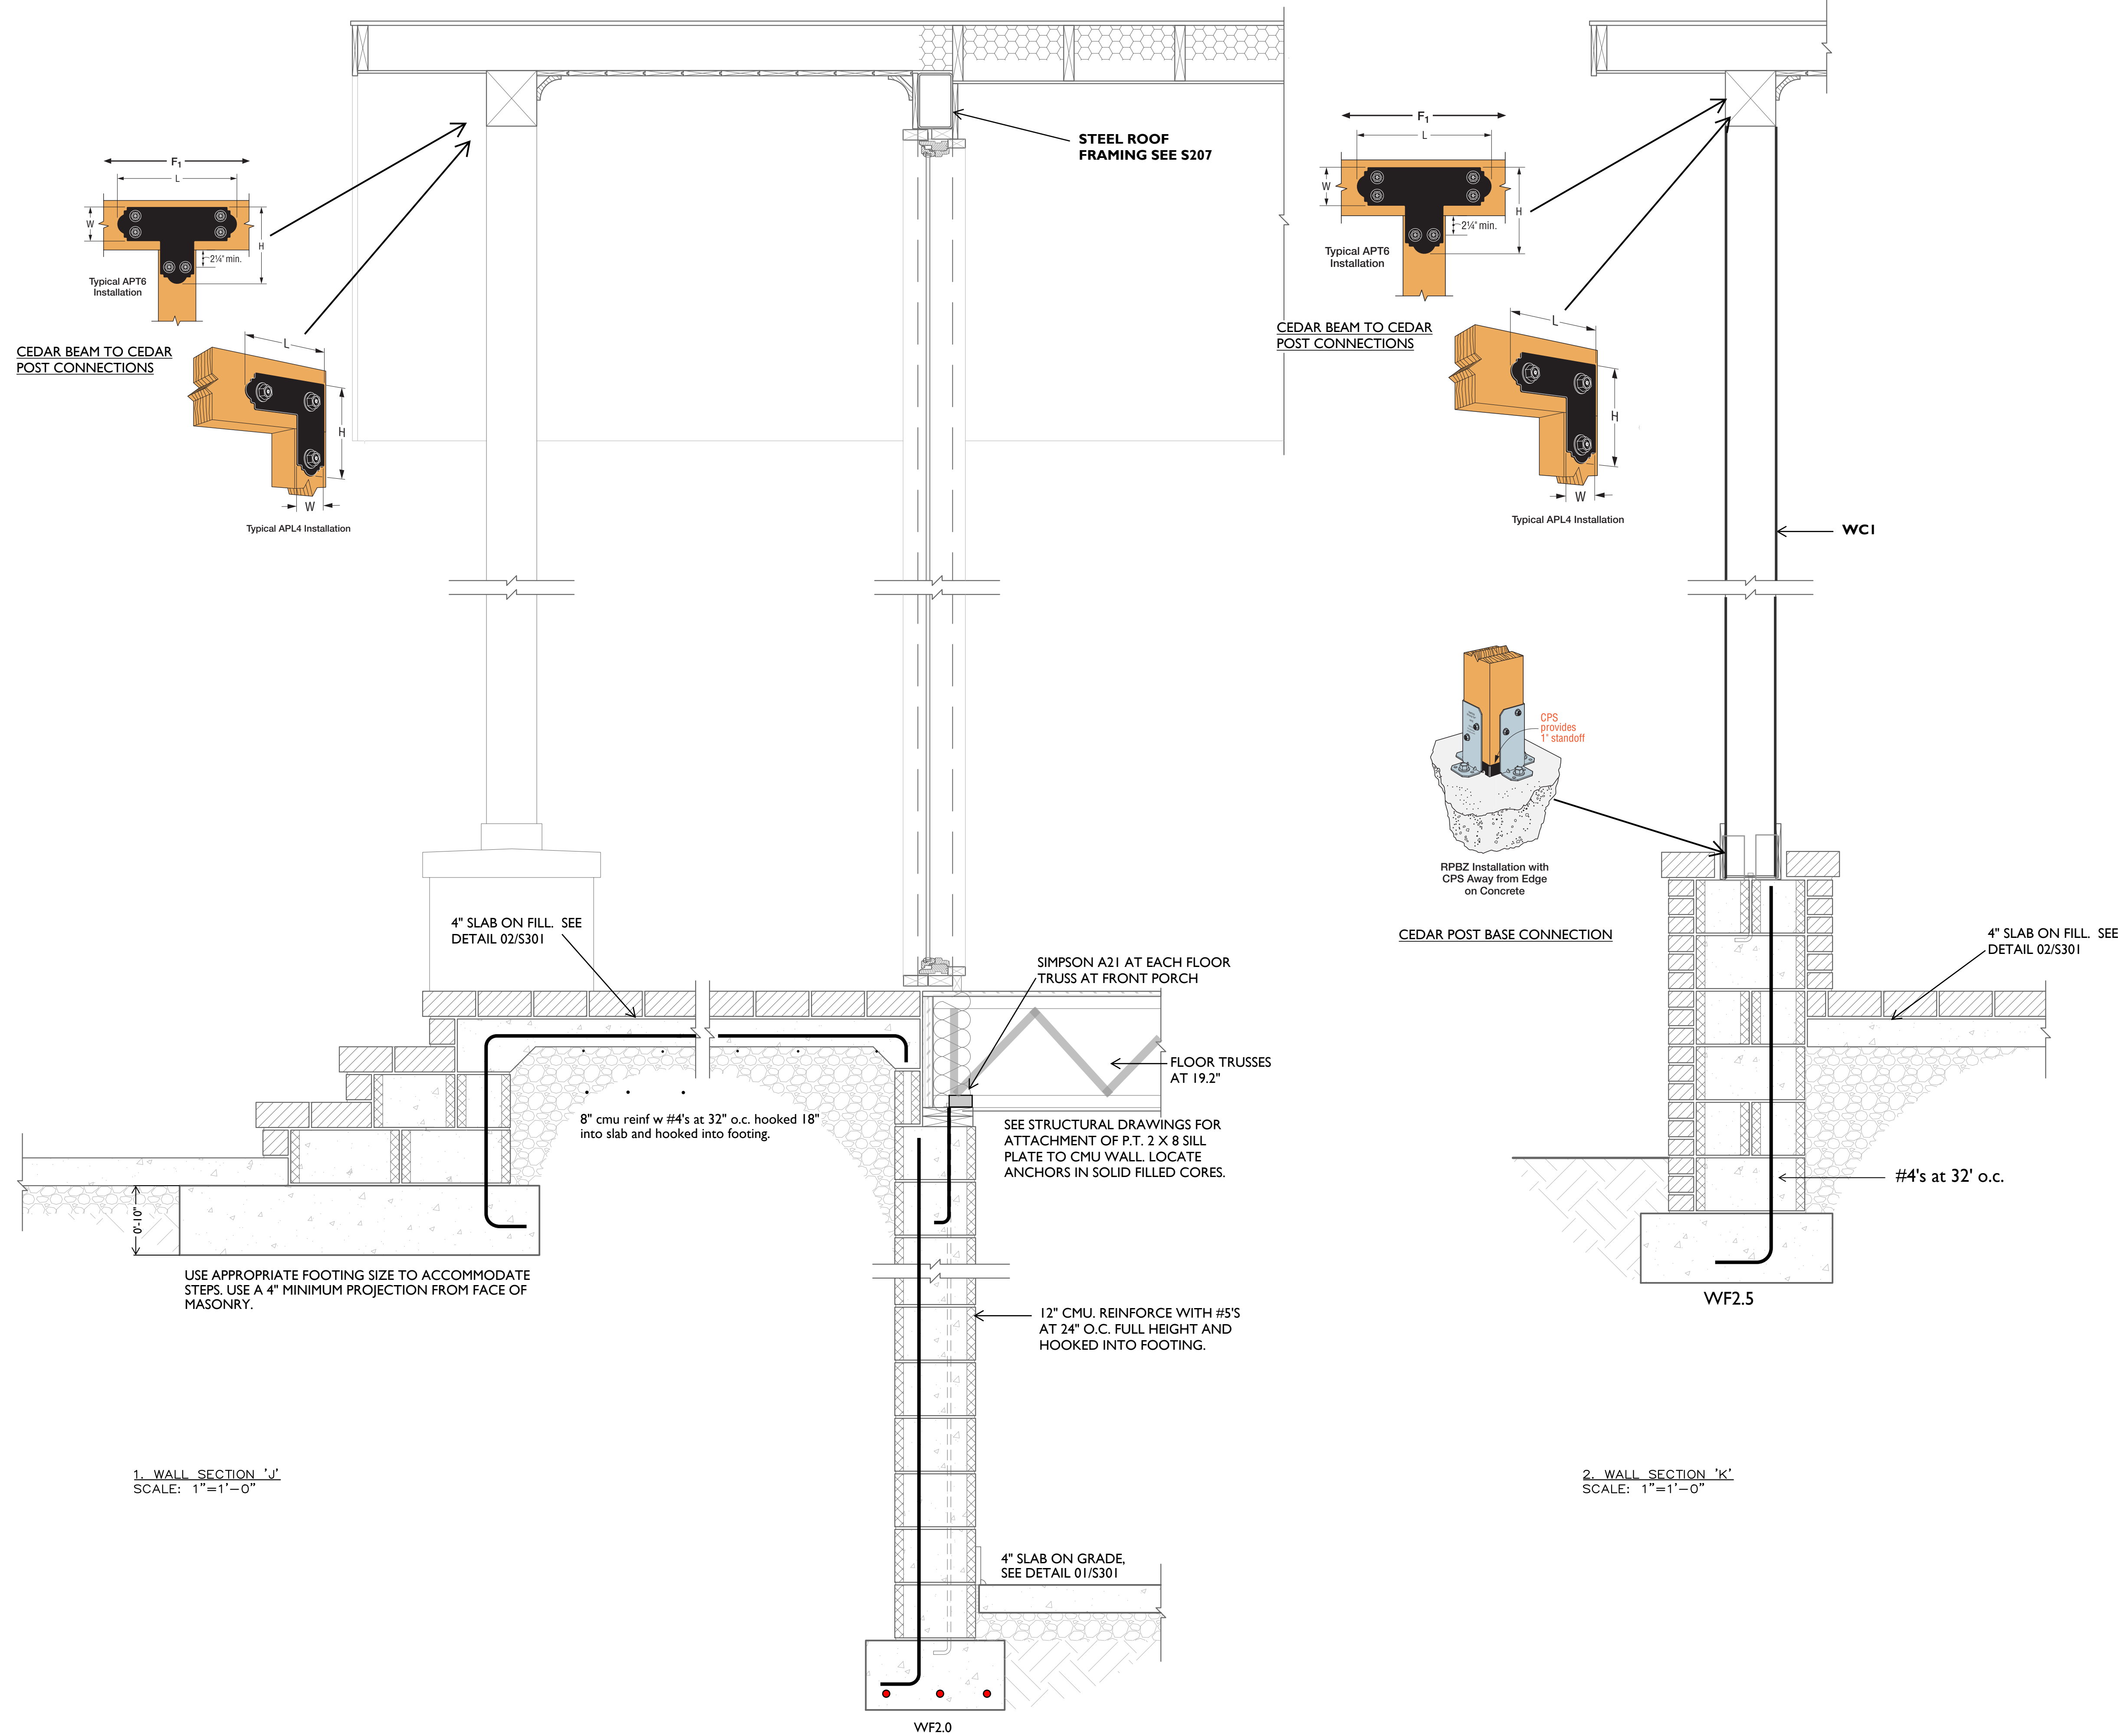 STEEL ROOF
FRAMING SEE S207
F1
L
W
H
2¼" min.
Typical APT6
Installation
CEDAR BEAM TO CEDAR
POST CONNECTIONS
L
H
W
Typical APL4 Installation
4" SLAB ON FILL. SEE
DETAIL 02/S301
SIMPSON A21 AT EACH FLOOR
TRUSS AT FRONT PORCH
FLOOR TRUSSES
AT 19.2"
8" cmu reinf w #4's at 32" o.c. hooked 18"
into slab and hooked into footing.
SEE STRUCTURAL DRAWINGS FOR
ATTACHMENT OF P.T. 2 X 8 SILL
PLATE TO CMU WALL. LOCATE
ANCHORS IN SOLID FILLED CORES.
0'-10"
USE APPROPRIATE FOOTING SIZE TO ACCOMMODATE
STEPS. USE A 4" MINIMUM PROJECTION FROM FACE OF
MASONRY.
12" CMU. REINFORCE WITH #5'S
AT 24" O.C. FULL HEIGHT AND
HOOKED INTO FOOTING.
4" SLAB ON GRADE,
SEE DETAIL 01/S301
WF2.0
1. WALL SECTION 'J'
SCALE: 1"=1'-0"
F1
L
W
H
2¼" min.
Typical APT6
Installation
CEDAR BEAM TO CEDAR
POST CONNECTIONS
L
H
W
Typical APL4 Installation
WC1
CPS
provides
1" standoff
RPBZ Installation with
CPS Away from Edge
on Concrete
CEDAR POST BASE CONNECTION
4" SLAB ON FILL. SEE
DETAIL 02/S301
#4's at 32' o.c.
WF2.5
2. WALL SECTION 'K'
SCALE: 1"=1'-0"